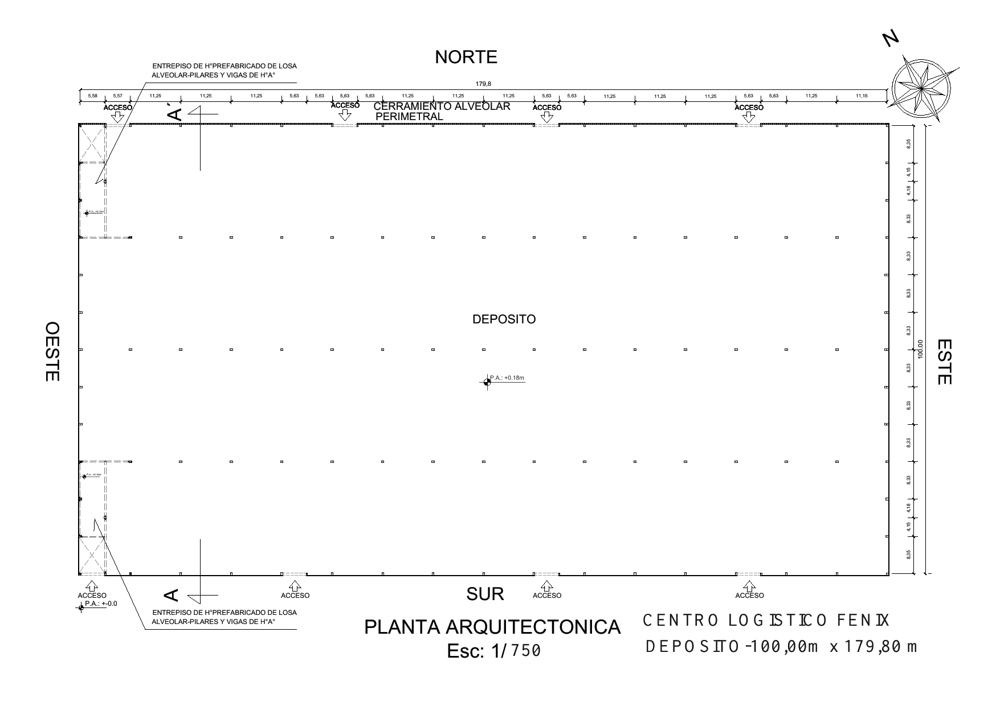 N
NORTE
ENTREPISO DE H°PREFABRICADO DE LOSA
ALVEOLAR-PILARES Y VIGAS DE H°A°
179,8
5,58 5,57 11,25 11,25 11,25 5,63 5,63 5,63 5,63 11,25 11,25 11,25 5,63 5,63 11,25 11,25 11,25 5,63 5,63 11,25 11,15
ACCESO ACCESO ACCESO ACCESO
A´
CERRAMIENTO ALVEOLAR
PERIMETRAL
8,35
4,15
4,18
8,33
8,33
8,33
8,33
8,33
8,33
8,33
8,33
4,18
4,15
8,35
100.00
P.A.: +0.18m
OESTE
DEPOSITO
ESTE
P.A.: +0.18m
P.A.: +0.18m
ACCESO ACCESO ACCESO ACCESO
P.A.: +-0.0
A
SUR
ENTREPISO DE H°PREFABRICADO DE LOSA
ALVEOLAR-PILARES Y VIGAS DE H°A°
PLANTA ARQUITECTONICA
Esc: 1/ 750
CENTRO LOGISTICO FENIX
DEPOSITO-100,00m x 179,80 m